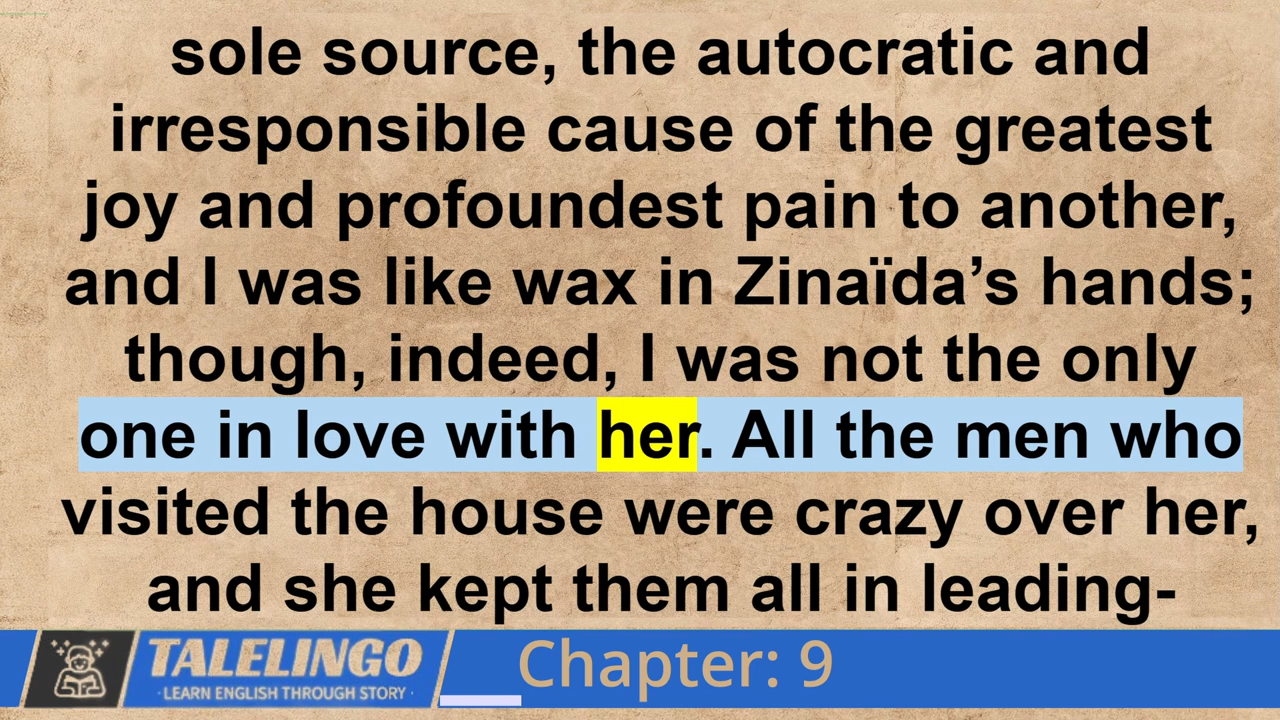 sole source, the autocratic and
irresponsible cause of the greatest
joy and profoundest pain to another,
and I was like wax in Zinaïda’s hands;
though, indeed, I was not the only
one in love with her. All the men who
visited the house were crazy over her,
and she kept them all in leading-
TALELINGO
·LEARN ENGLISH THROUGH STORY·
Chapter: 9